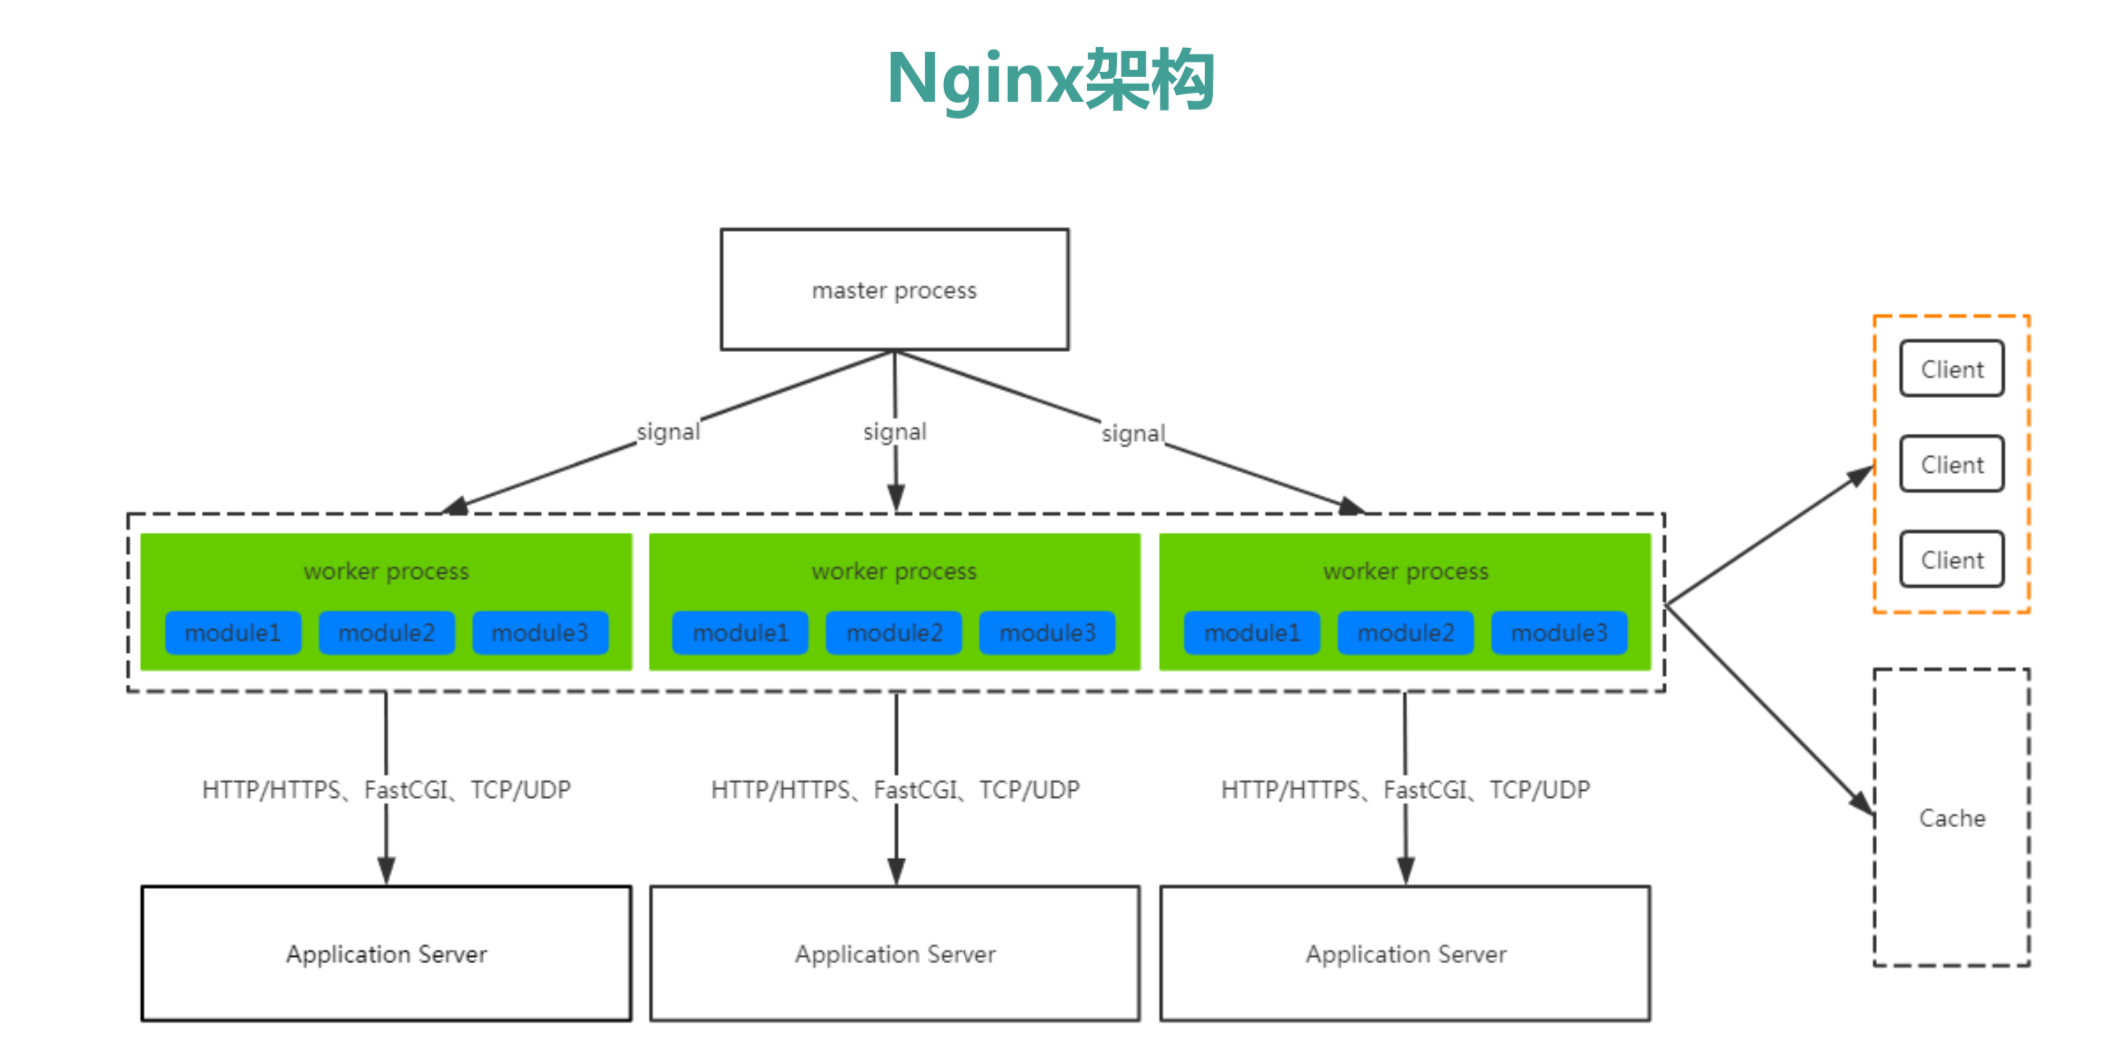 Nginx架构
master process
signal
signal
signal
worker process
module1
module2
module3
worker process
module1
module2
module3
worker process
module1
module2
module3
HTTP/HTTPS、FastCGI、TCP/UDP
HTTP/HTTPS、FastCGI、TCP/UDP
HTTP/HTTPS、FastCGI、TCP/UDP
Application Server
Application Server
Application Server
Client
Client
Client
Cache